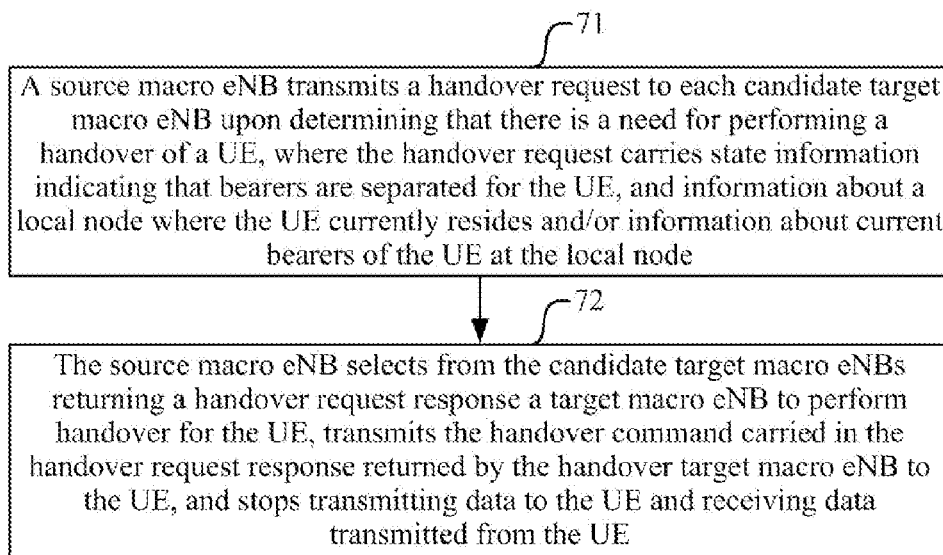 71
A source macro eNB transmits a handover request to each candidate target
macro eNB upon determining that there is a need for performing a
handover of a UE, where the handover request carries state information
indicating that bearers are separated for the UE, and information about a
local node where the UE currently resides and/or information about current
bearers of the UE at the local node
72
The source macro eNB selects from the candidate target macro eNBs
returning a handover request response a target macro eNB to perform
handover for the UE, transmits the handover command carried in the
handover request response returned by the handover target macro eNB to
the UE, and stops transmitting data to the UE and receiving data
transmitted from the UE